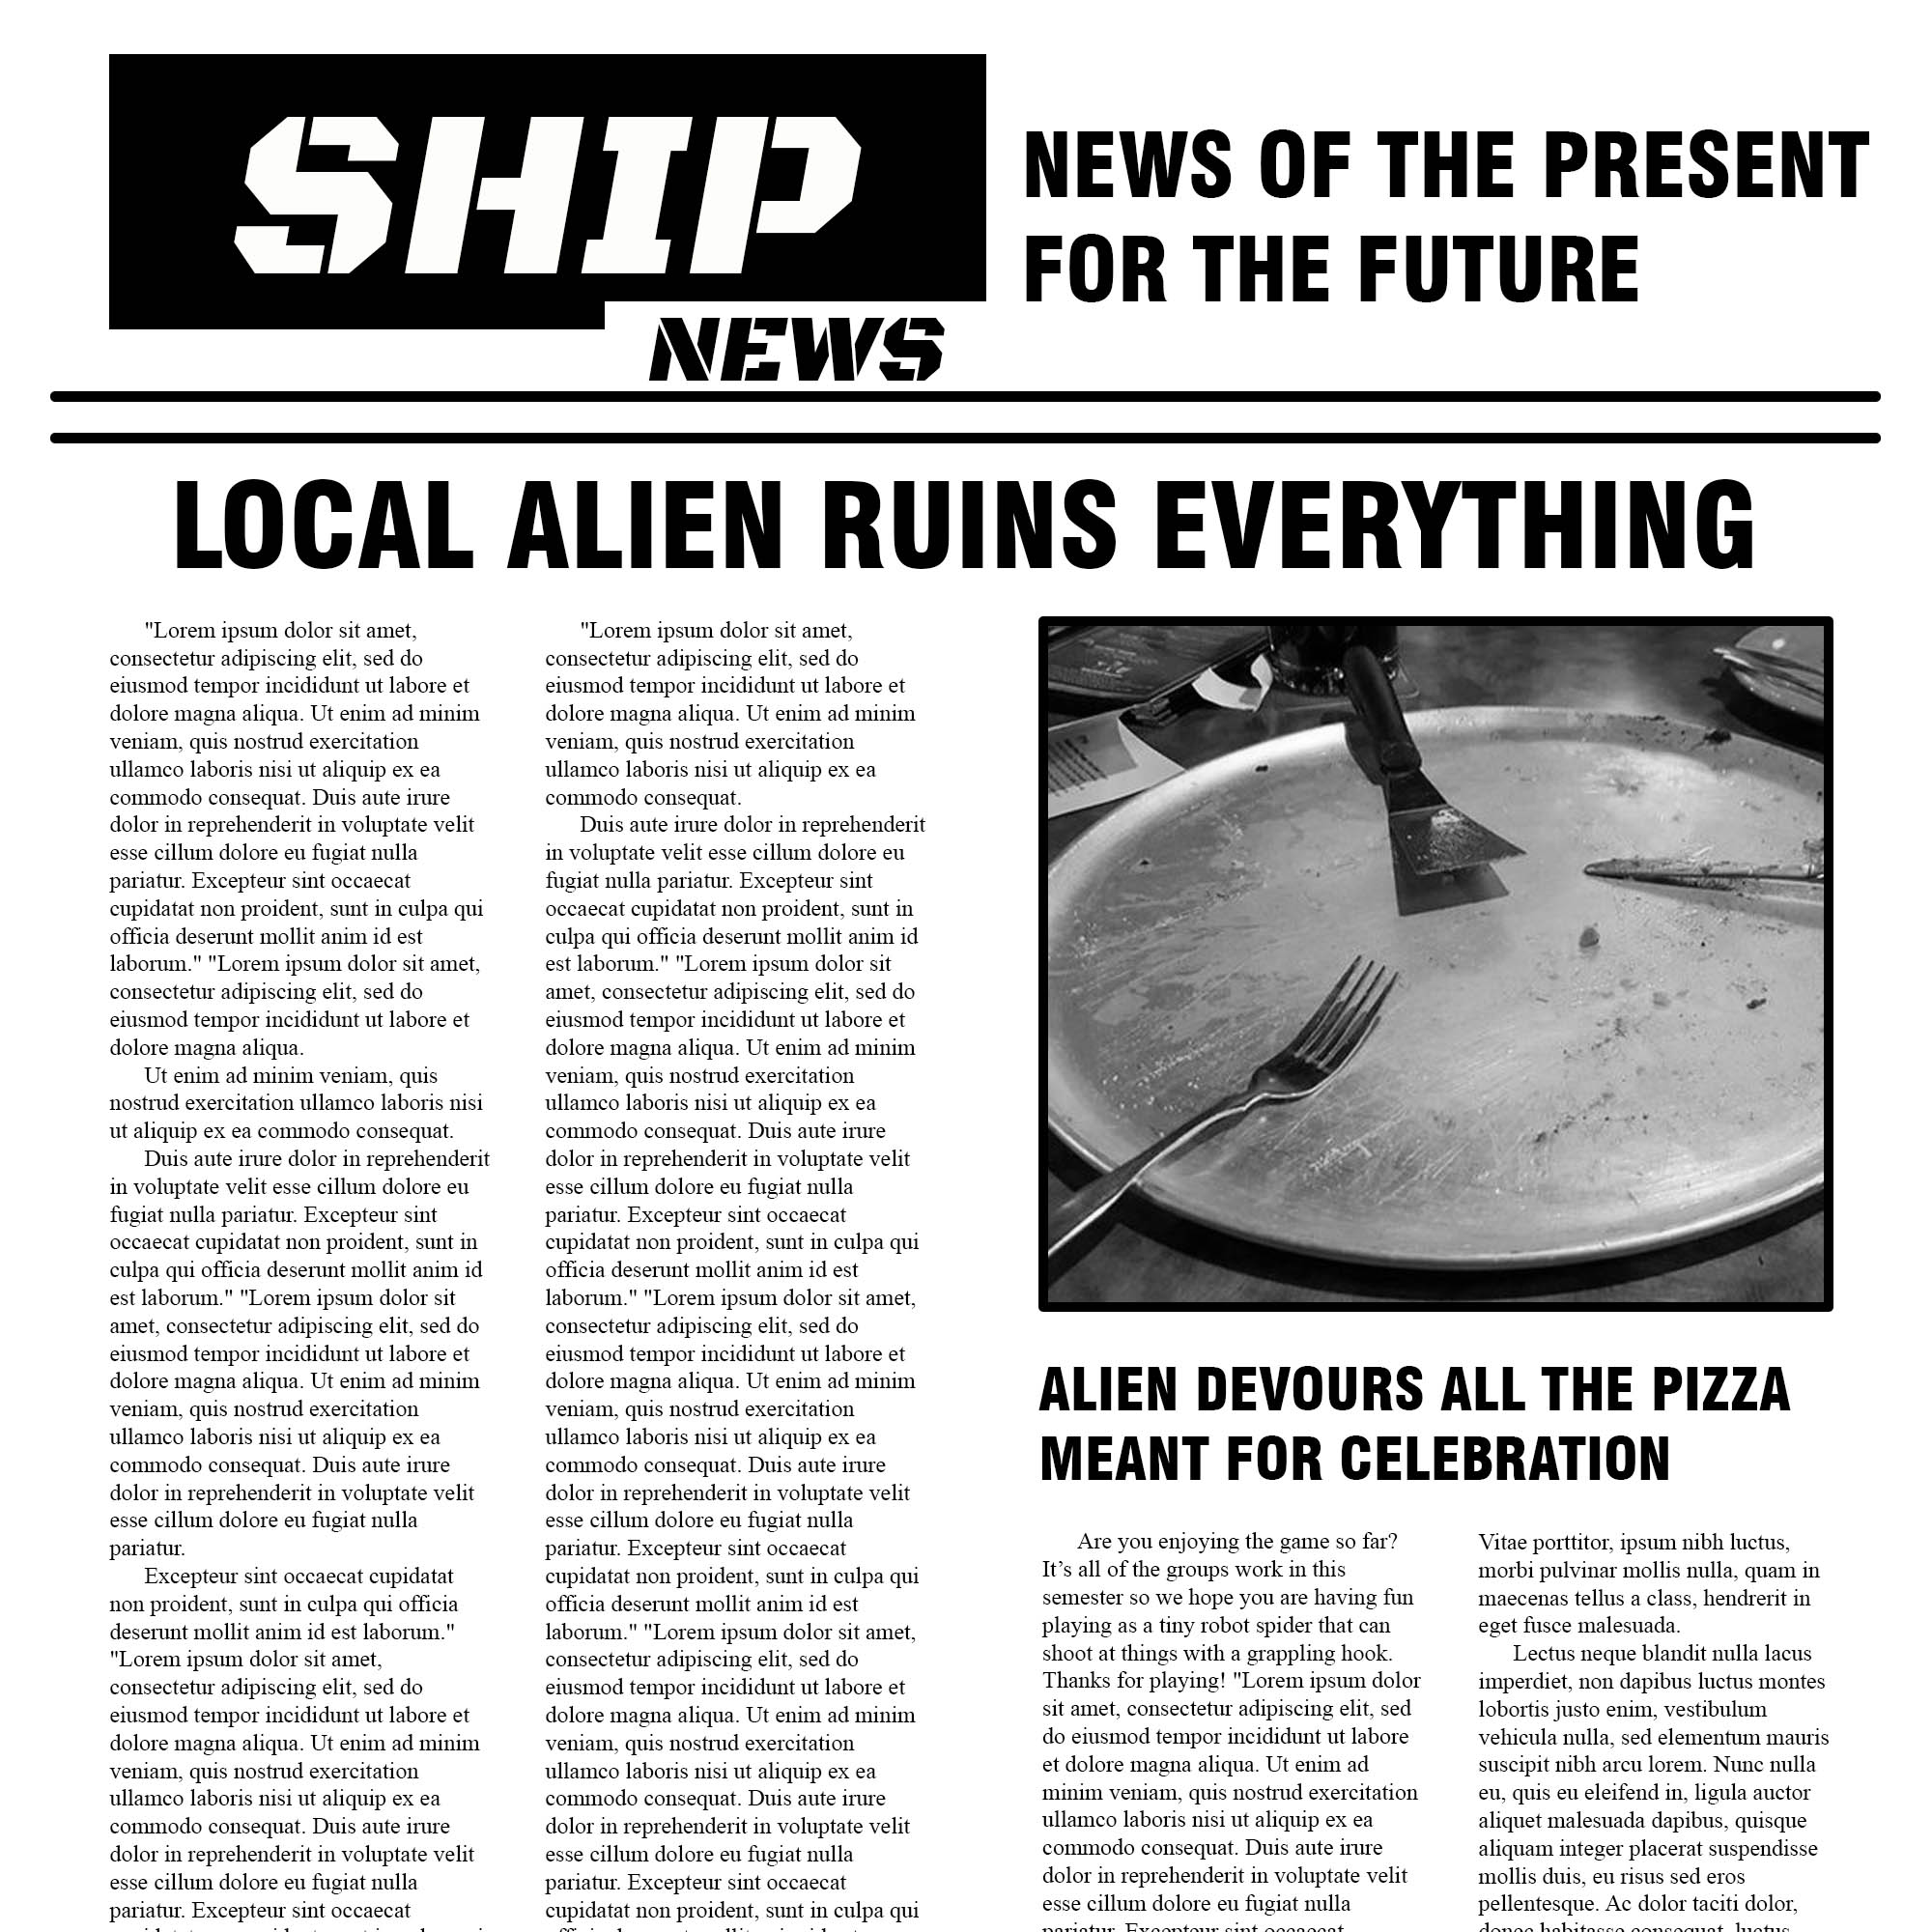 SHIP
NEWS
NEWS OF THE PRESENT
FOR THE FUTURE
LOCAL ALIEN RUINS EVERYTHING
"Lorem ipsum dolor sit amet,
consectetur adipiscing elit, sed do
eiusmod tempor incididunt ut labore et
dolore magna aliqua. Ut enim ad minim
veniam, quis nostrud exercitation
ullamco laboris nisi ut aliquip ex ea
commodo consequat. Duis aute irure
dolor in reprehenderit in voluptate velit
esse cillum dolore eu fugiat nulla
pariatur. Excepteur sint occaecat
cupidatat non proident, sunt in culpa qui
officia deserunt mollit anim id est
laborum." "Lorem ipsum dolor sit amet,
consectetur adipiscing elit, sed do
eiusmod tempor incididunt ut labore et
dolore magna aliqua.
Ut enim ad minim veniam, quis
nostrud exercitation ullamco laboris nisi
ut aliquip ex ea commodo consequat.
Duis aute irure dolor in reprehenderit
in voluptate velit esse cillum dolore eu
fugiat nulla pariatur. Excepteur sint
occaecat cupidatat non proident, sunt in
culpa qui officia deserunt mollit anim id
est laborum." "Lorem ipsum dolor sit
amet, consectetur adipiscing elit, sed do
eiusmod tempor incididunt ut labore et
dolore magna aliqua. Ut enim ad minim
veniam, quis nostrud exercitation
ullamco laboris nisi ut aliquip ex ea
commodo consequat. Duis aute irure
dolor in reprehenderit in voluptate velit
esse cillum dolore eu fugiat nulla
pariatur.
Excepteur sint occaecat cupidatat
non proident, sunt in culpa qui officia
deserunt mollit anim id est laborum."
"Lorem ipsum dolor sit amet,
consectetur adipiscing elit, sed do
eiusmod tempor incididunt ut labore et
dolore magna aliqua. Ut enim ad minim
veniam, quis nostrud exercitation
ullamco laboris nisi ut aliquip ex ea
commodo consequat. Duis aute irure
dolor in reprehenderit in voluptate velit
esse cillum dolore eu fugiat nulla
pariatur. Excepteur sint occaecat
"Lorem ipsum dolor sit amet,
consectetur adipiscing elit, sed do
eiusmod tempor incididunt ut labore et
dolore magna aliqua. Ut enim ad minim
veniam, quis nostrud exercitation
ullamco laboris nisi ut aliquip ex ea
commodo consequat.
Duis aute irure dolor in reprehenderit
in voluptate velit esse cillum dolore eu
fugiat nulla pariatur. Excepteur sint
occaecat cupidatat non proident, sunt in
culpa qui officia deserunt mollit anim id
est laborum." "Lorem ipsum dolor sit
amet, consectetur adipiscing elit, sed do
eiusmod tempor incididunt ut labore et
dolore magna aliqua. Ut enim ad minim
veniam, quis nostrud exercitation
ullamco laboris nisi ut aliquip ex ea
commodo consequat. Duis aute irure
dolor in reprehenderit in voluptate velit
esse cillum dolore eu fugiat nulla
pariatur. Excepteur sint occaecat
cupidatat non proident, sunt in culpa qui
officia deserunt mollit anim id est
laborum." "Lorem ipsum dolor sit amet,
consectetur adipiscing elit, sed do
eiusmod tempor incididunt ut labore et
dolore magna aliqua. Ut enim ad minim
veniam, quis nostrud exercitation
ullamco laboris nisi ut aliquip ex ea
commodo consequat. Duis aute irure
dolor in reprehenderit in voluptate velit
esse cillum dolore eu fugiat nulla
pariatur. Excepteur sint occaecat
cupidatat non proident, sunt in culpa qui
officia deserunt mollit anim id est
laborum." "Lorem ipsum dolor sit amet,
consectetur adipiscing elit, sed do
eiusmod tempor incididunt ut labore et
dolore magna aliqua. Ut enim ad minim
veniam, quis nostrud exercitation
ullamco laboris nisi ut aliquip ex ea
commodo consequat. Duis aute irure
dolor in reprehenderit in voluptate velit
esse cillum dolore eu fugiat nulla
pariatur. Excepteur sint occaecat
cupidatat non proident, sunt in culpa qui
ALIEN DEVOURS ALL THE PIZZA
MEANT FOR CELEBRATION
Are you enjoying the game so far?
It’s all of the groups work in this
semester so we hope you are having fun
playing as a tiny robot spider that can
shoot at things with a grappling hook.
Thanks for playing! "Lorem ipsum dolor
sit amet, consectetur adipiscing elit, sed
do eiusmod tempor incididunt ut labore
et dolore magna aliqua. Ut enim ad
minim veniam, quis nostrud exercitation
ullamco laboris nisi ut aliquip ex ea
commodo consequat. Duis aute irure
dolor in reprehenderit in voluptate velit
esse cillum dolore eu fugiat nulla
pariatur. Excepteur sint occaecat
Vitae porttitor, ipsum nibh luctus,
morbi pulvinar mollis nulla, quam in
maecenas tellus a class, hendrerit in
eget fusce malesuada.
Lectus neque blandit nulla lacus
imperdiet, non dapibus luctus montes
lobortis justo enim, vestibulum
vehicula nulla, sed elementum mauris
suscipit nibh arcu lorem. Nunc nulla
eu, quis eu eleifend in, ligula auctor
aliquet malesuada dapibus, quisque
aliquam integer placerat suspendisse
mollis duis, eu risus sed eros
pellentesque. Ac dolor taciti dolor,
donec habitasse consequat, luctus